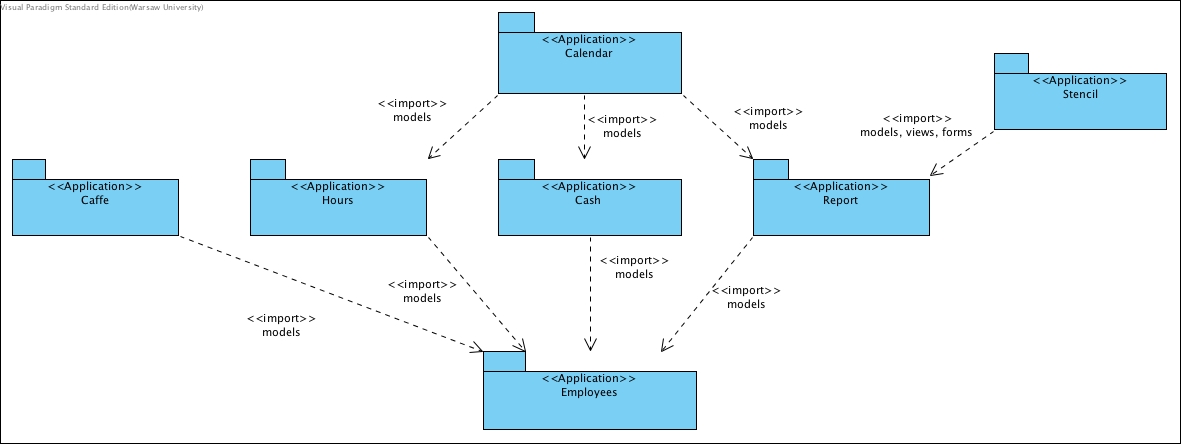 Visual Paradigm Standard Edition(Warsaw University)
<<Application>>
Calendar
<<Application>>
Stencil
<<import>>
models
<<import>>
models
<<import>>
models
<<import>>
models, views, forms
<<Application>>
Caffe
<<Application>>
Hours
<<Application>>
Cash
<<Application>>
Report
<<import>>
models
<<import>>
models
<<import>>
models
<<import>>
models
<<Application>>
Employees